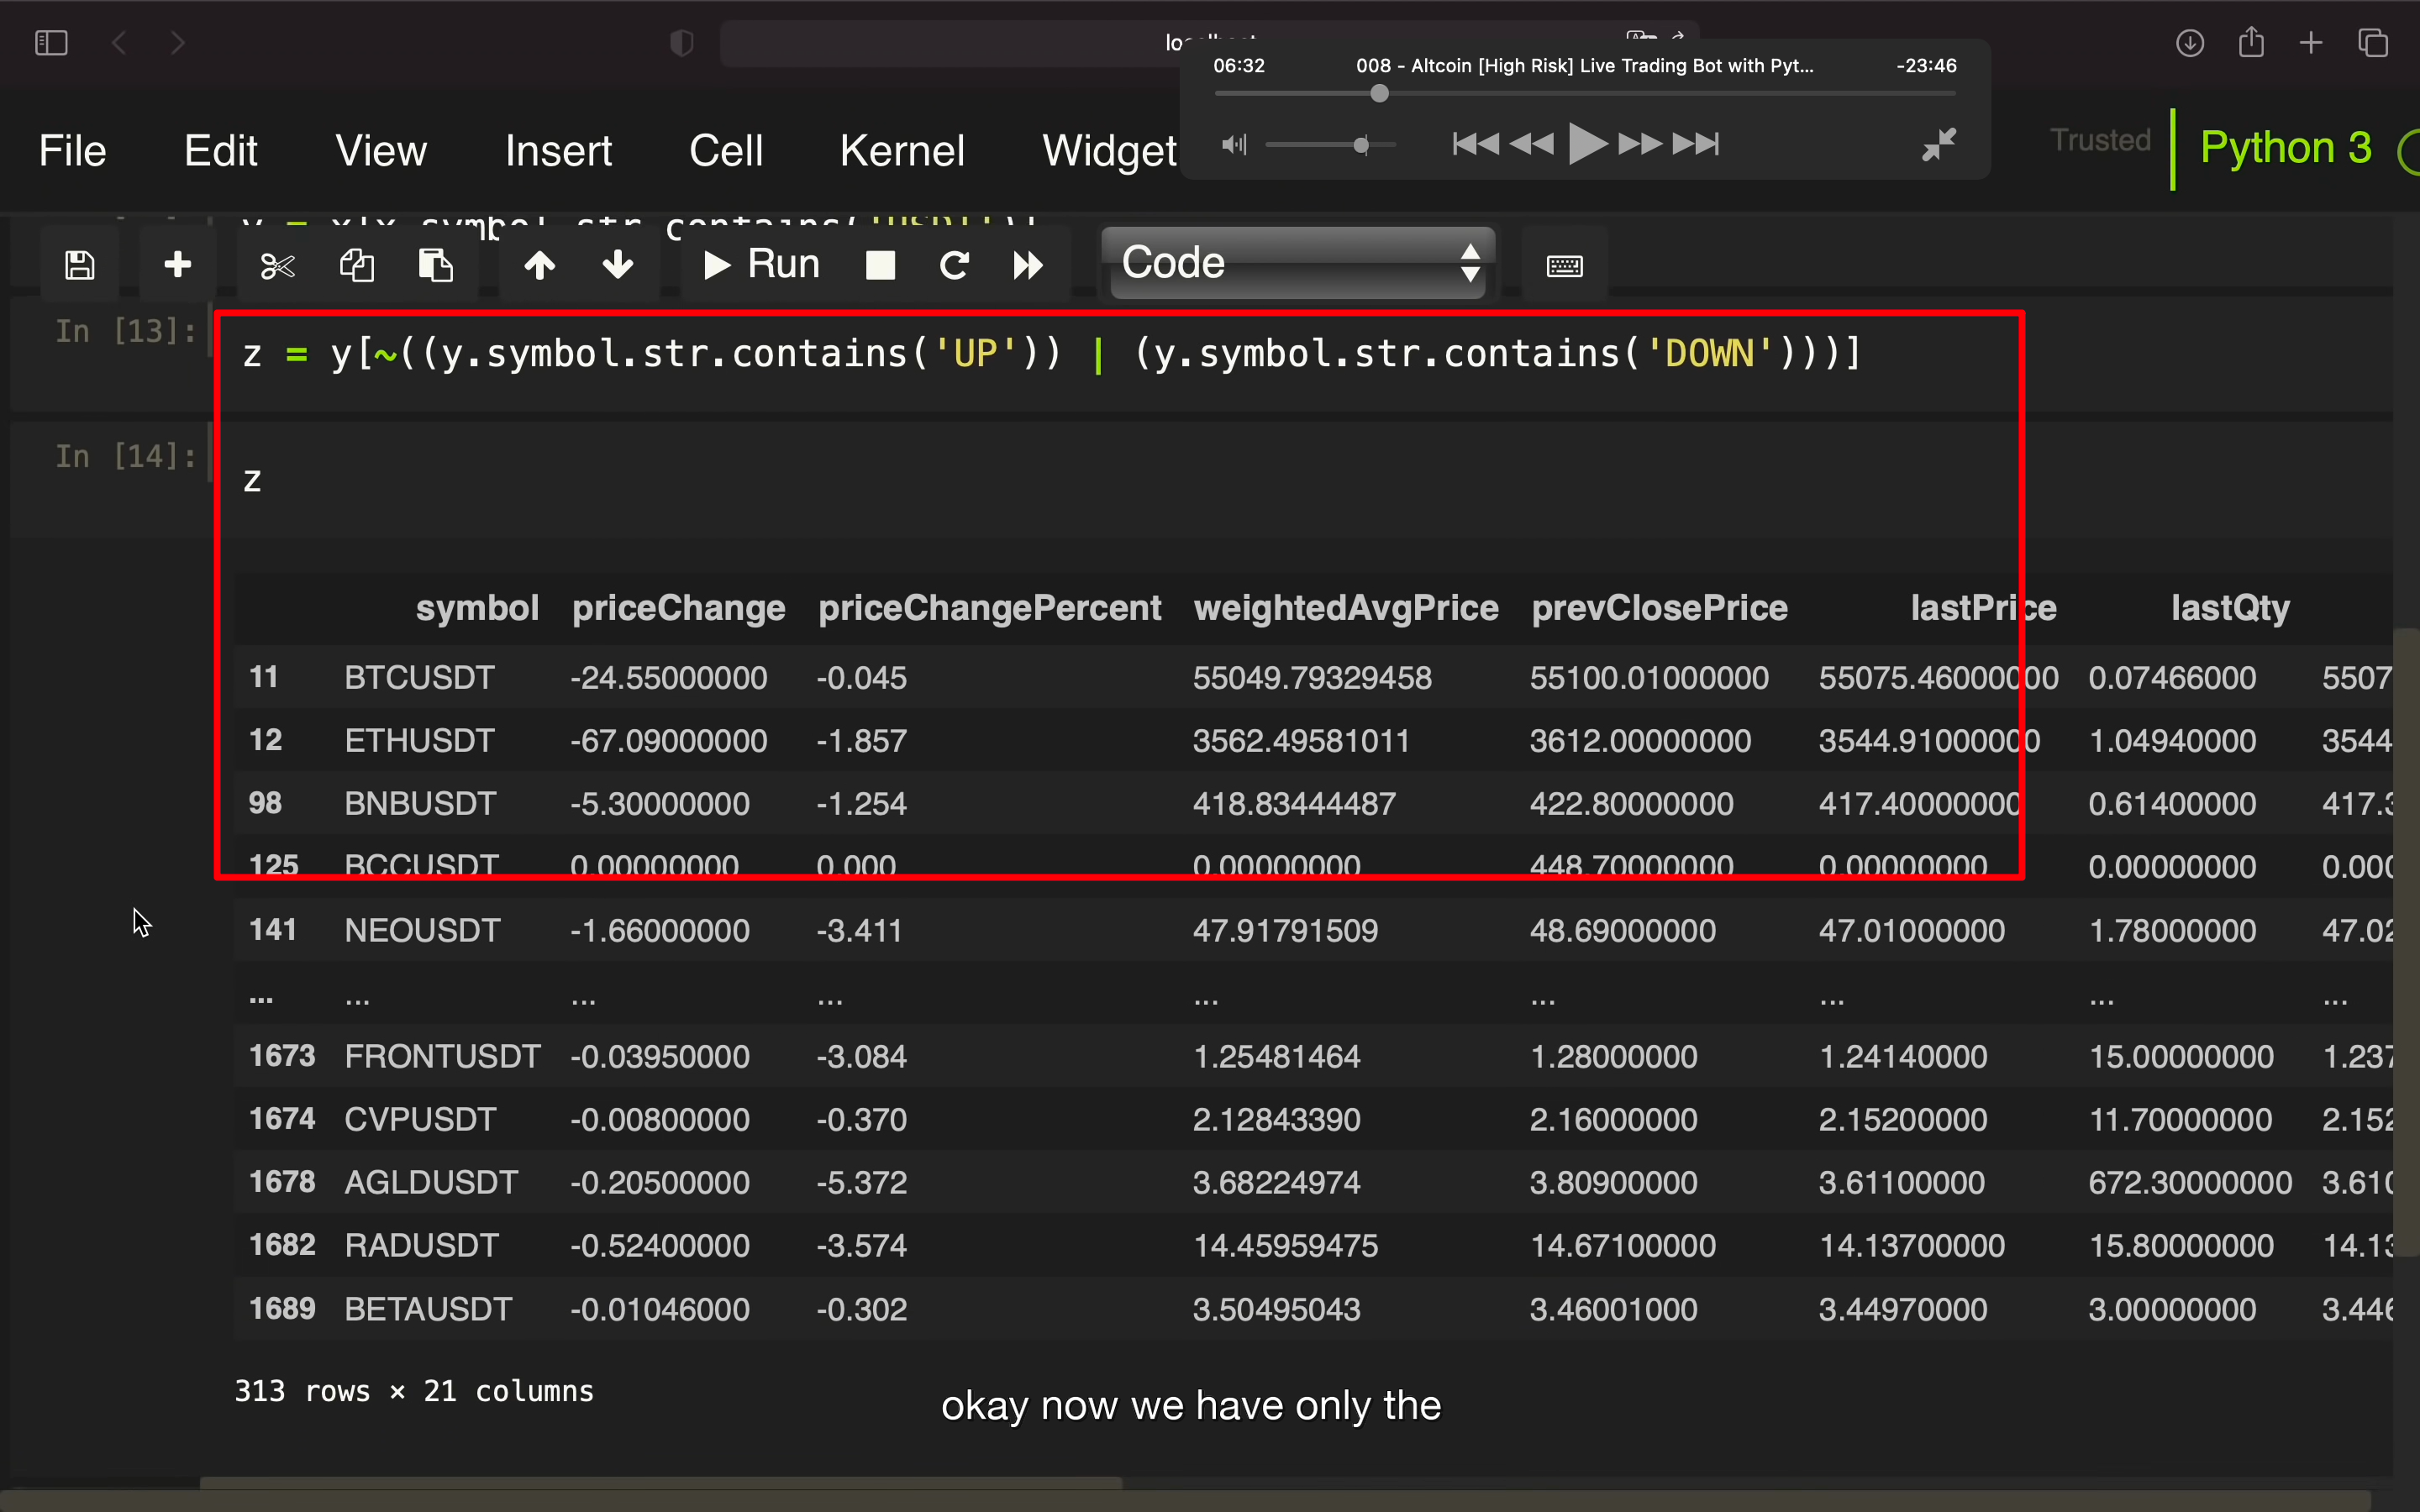 06:32 008 - Altcoin [High Risk] Live Trading Bot with Pyt... -23:46
File Edit View Insert Cell Kernel Widget Trusted Python 3
Run Code
In [13]: z = y[~((y.symbol.str.contains('UP')) | (y.symbol.str.contains('DOWN')))]
In [14]: z
symbol priceChange priceChangePercent weightedAvgPrice prevClosePrice lastPrice lastQty
11 BTCUSDT -24.55000000 -0.045 55049.79329458 55100.01000000 55075.46000000 0.07466000 5507
12 ETHUSDT -67.09000000 -1.857 3562.49581011 3612.00000000 3544.91000000 1.04940000 3544
98 BNBUSDT -5.30000000 -1.254 418.83444487 422.80000000 417.40000000 0.61400000 417.3
125 BCCUSDT 0.00000000 0.000 0.00000000 448.70000000 0.00000000 0.00000000 0.000
141 NEOUSDT -1.66000000 -3.411 47.91791509 48.69000000 47.01000000 1.78000000 47.02
... ... ... ... ... ... ... ... ...
1673 FRONTUSDT -0.03950000 -3.084 1.25481464 1.28000000 1.24140000 15.00000000 1.237
1674 CVPUSDT -0.00800000 -0.370 2.12843390 2.16000000 2.15200000 11.70000000 2.152
1678 AGLDUSDT -0.20500000 -5.372 3.68224974 3.80900000 3.61100000 672.30000000 3.610
1682 RADUSDT -0.52400000 -3.574 14.45959475 14.67100000 14.13700000 15.80000000 14.13
1689 BETAUSDT -0.01046000 -0.302 3.50495043 3.46001000 3.44970000 3.00000000 3.446
313 rows × 21 columns
okay now we have only the